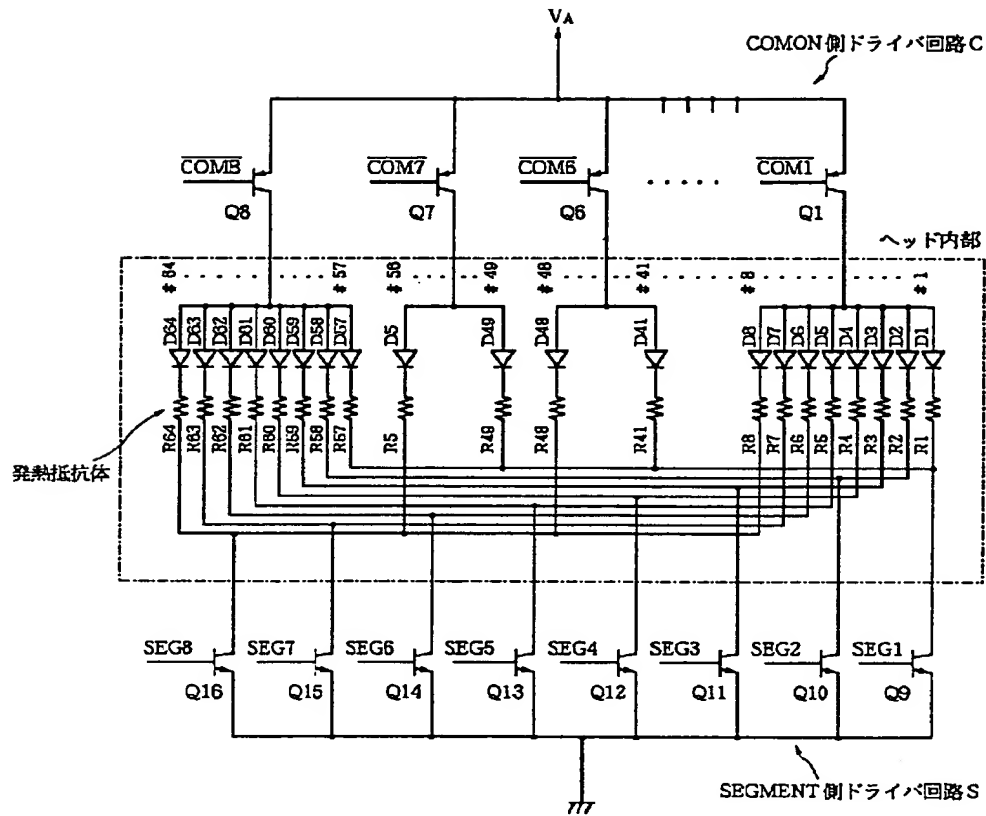 VA
COMON側ドライバ回路C
COM8
COM7
COM6
COM1
Q8
Q7
Q6
Q1
ヘッド内部
#64
#57
#56
#49
#48
#41
#8
#1
D64
D63
D62
D61
D60
D59
D58
D57
D5
D49
D48
D41
D8
D7
D6
D5
D4
D3
D2
D1
R64
R63
R62
R61
R60
R59
R58
R57
R5
R49
R48
R41
R8
R7
R6
R5
R4
R3
R2
R1
発熱抵抗体
SEG8
SEG7
SEG6
SEG5
SEG4
SEG3
SEG2
SEG1
Q16
Q15
Q14
Q13
Q12
Q11
Q10
Q9
SEGMENT側ドライバ回路S